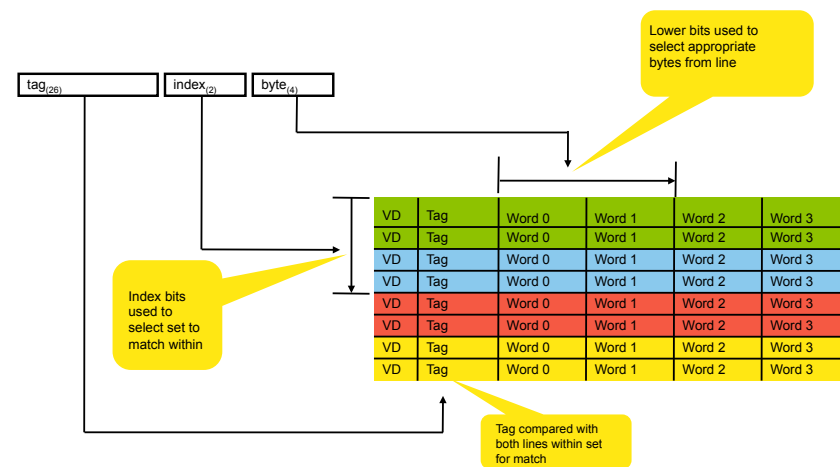 Lower bits used to
select appropriate
bytes from line
tag(26) index(2) byte(4)
VD Tag Word 0 Word 1 Word 2 Word 3
VD Tag Word 0 Word 1 Word 2 Word 3
VD Tag Word 0 Word 1 Word 2 Word 3
VD Tag Word 0 Word 1 Word 2 Word 3
VD Tag Word 0 Word 1 Word 2 Word 3
VD Tag Word 0 Word 1 Word 2 Word 3
VD Tag Word 0 Word 1 Word 2 Word 3
VD Tag Word 0 Word 1 Word 2 Word 3
Index bits
used to
select set to
match within
Tag compared with
both lines within set
for match